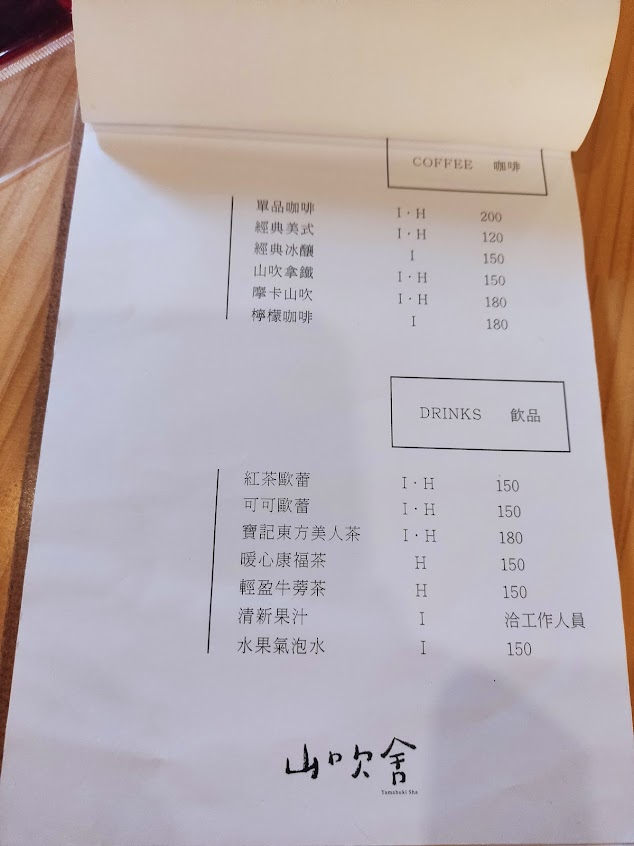 COFFEE 咖啡
單品咖啡 I·H 200
經典美式 I·H 120
經典冰釀 I 150
山吹拿鐵 I·H 150
摩卡山吹 I·H 180
檸檬咖啡 I 180
DRINKS 飲品
紅茶歐蕾 I·H 150
可可歐蕾 I·H 150
寶記東方美人茶 I·H 180
暖心康福茶 H 150
輕盈牛蒡茶 H 150
清新果汁 I 洽工作人員
水果氣泡水 I 150
山吹舍
Yamabuki Sha